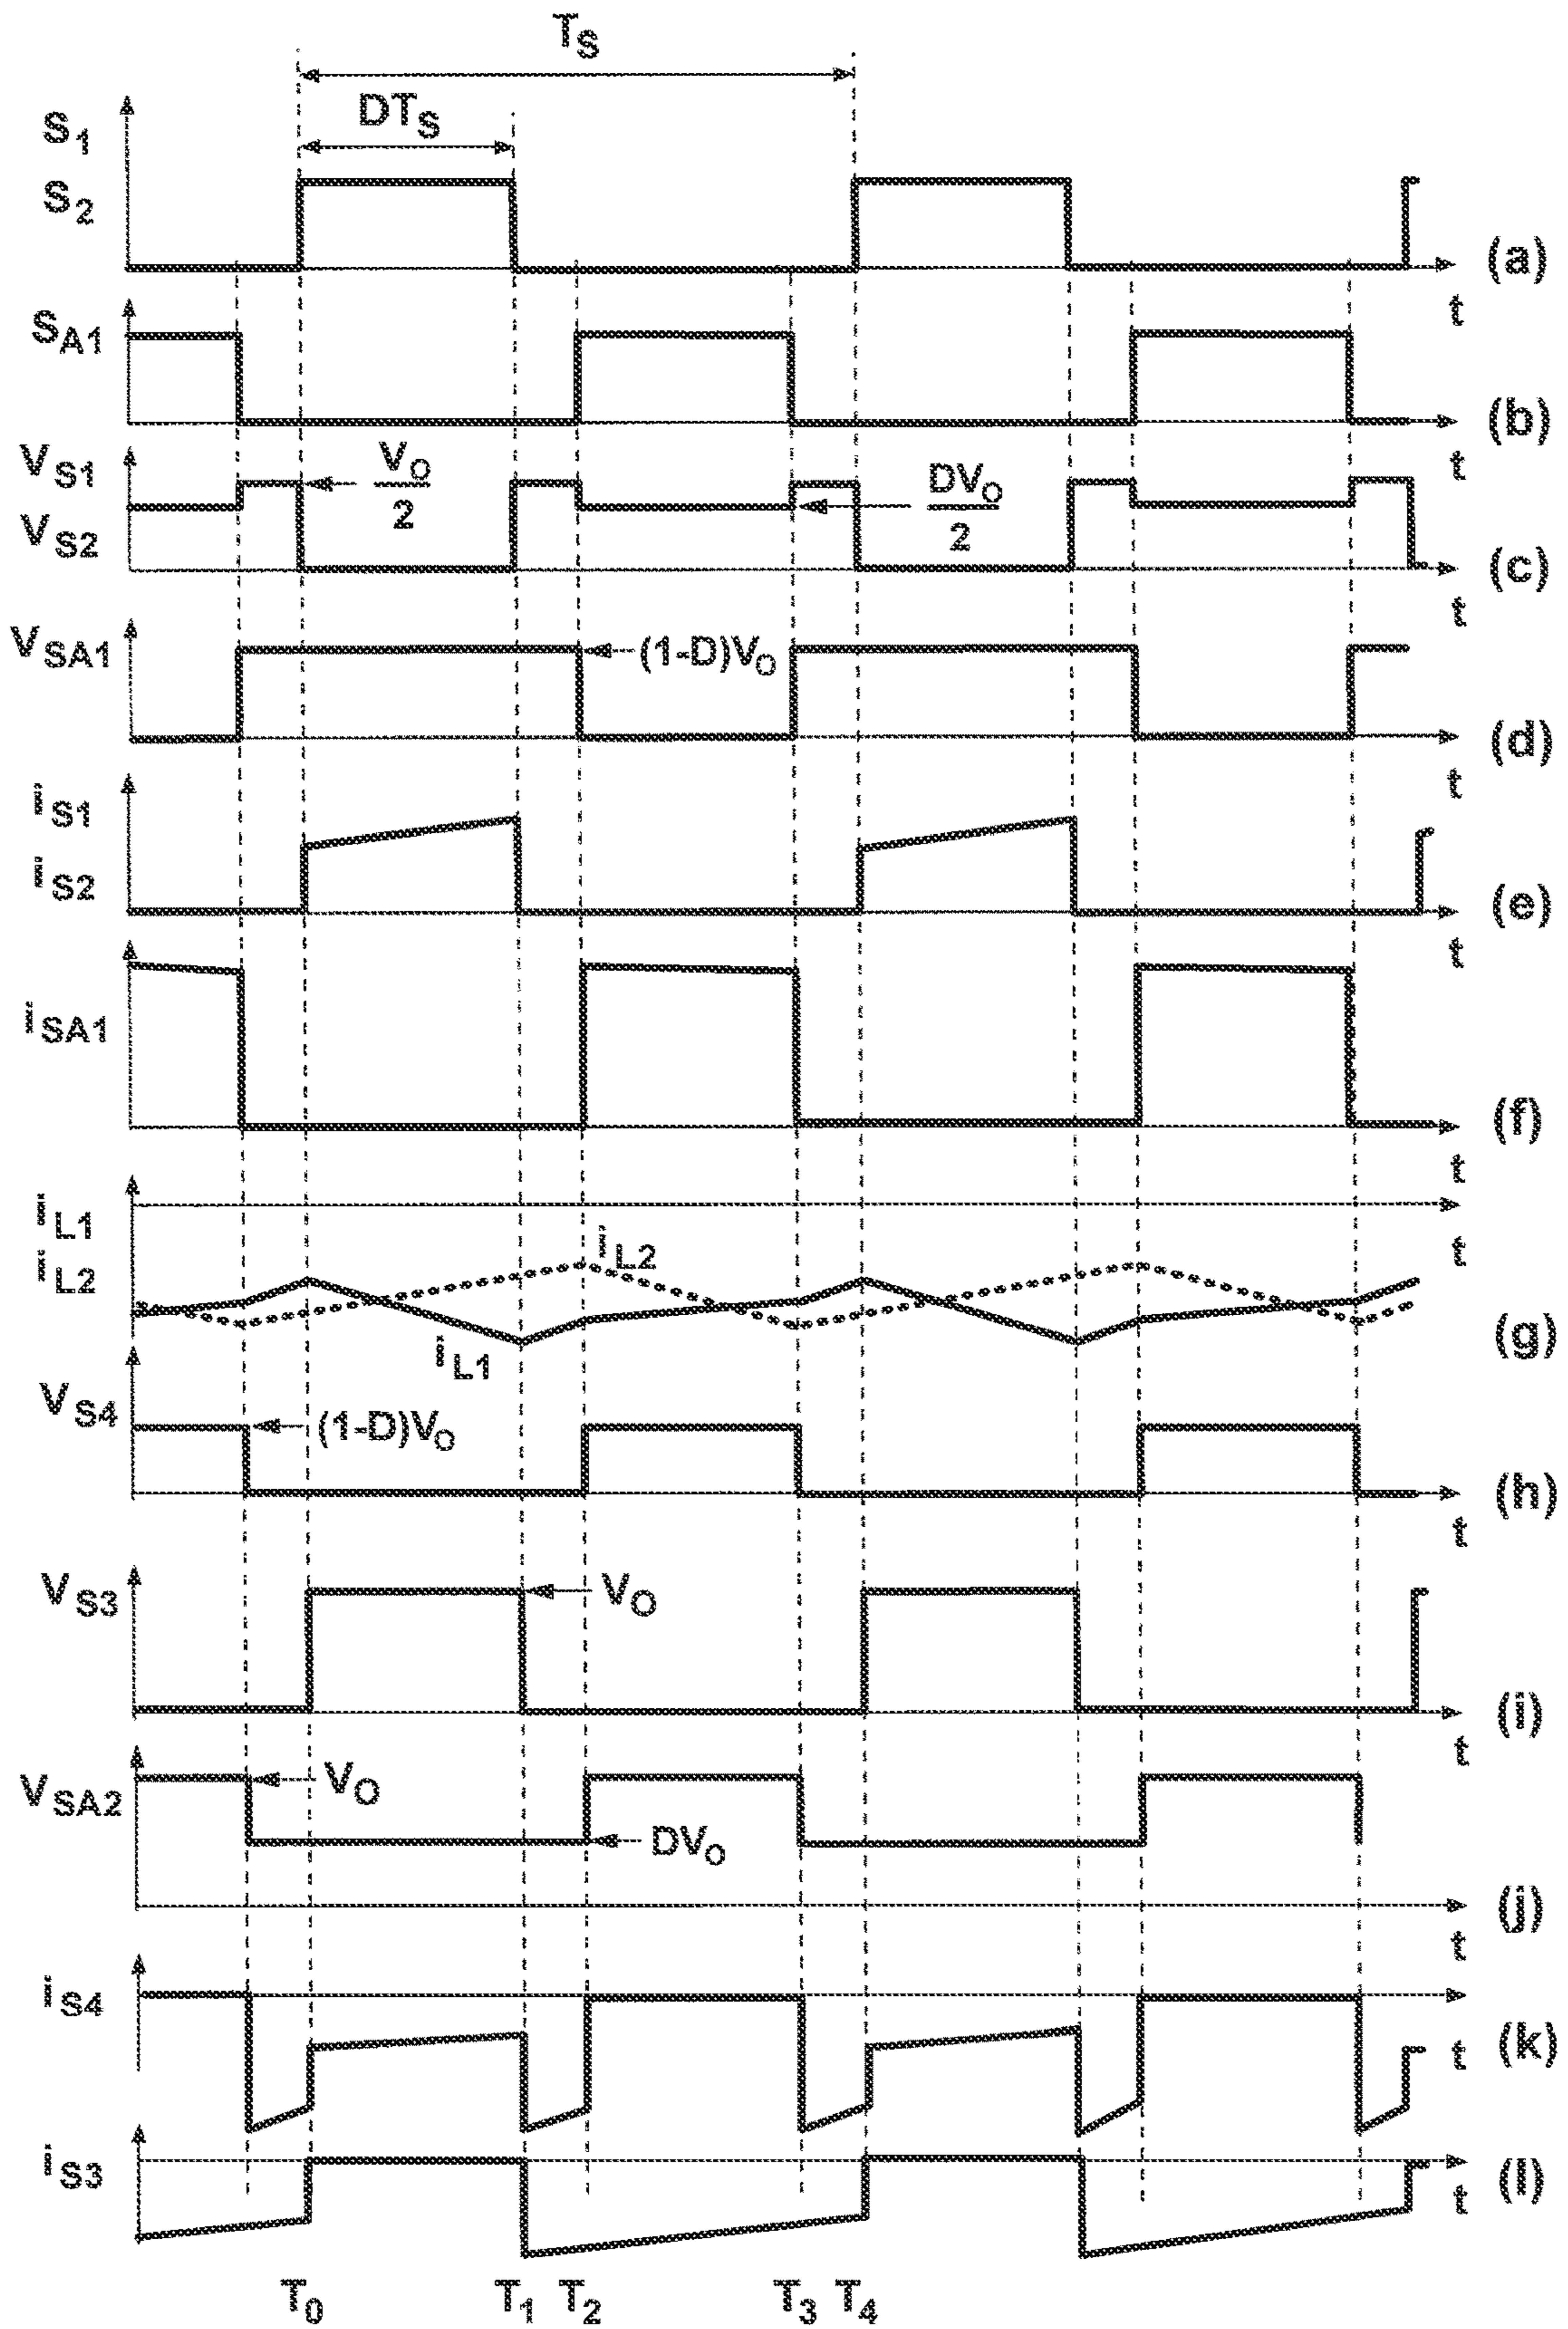 T_S
DT_S
S_1
S_2
(a)
t
S_A1
(b)
t
V_S1
V_O/2
DV_O/2
V_S2
(c)
t
V_SA1
(1-D)V_O
(d)
t
i_S1
i_S2
(e)
t
i_SA1
(f)
t
i_L1
i_L2
i_L2
t
i_L1
(g)
V_S4
(1-D)V_O
(h)
t
V_S3
V_O
(i)
t
V_SA2
V_O
DV_O
(j)
t
i_S4
t
(k)
i_S3
t
(l)
T_0 T_1 T_2 T_3 T_4